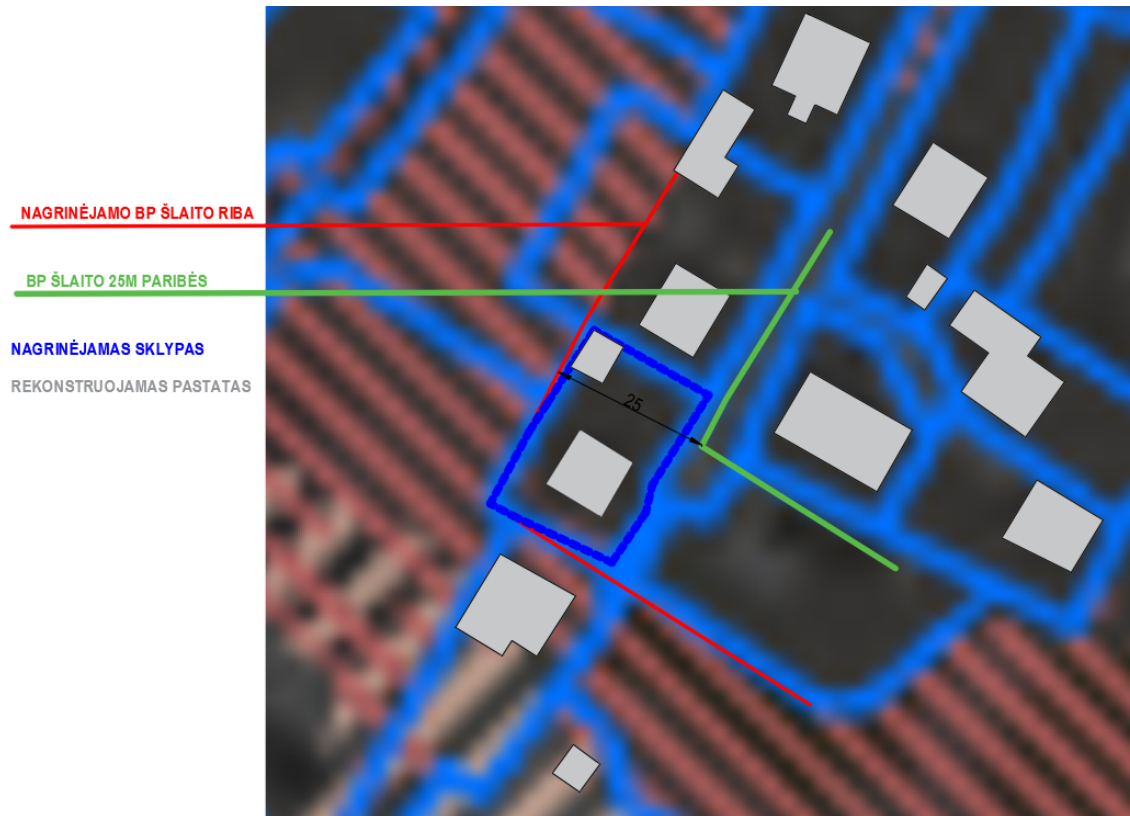 NAGRINĖJAMO BP ŠLAITO RIBA
BP ŠLAITO 25M PARIBĖS
NAGRINĖJAMAS SKLYPAS
REKONSTRUOJAMAS PASTATAS
25